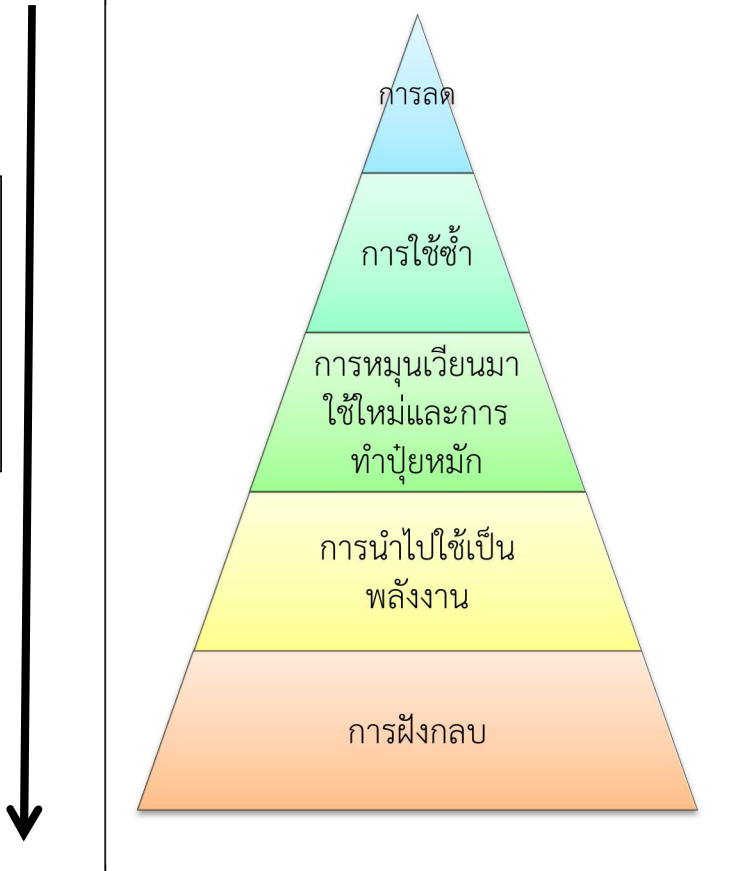 การลด
การใช้ซ้ำ
การหมุนเวียนมา
ใช้ใหม่และการ
ทำปุ๋ยหมัก
การนำไปใช้เป็น
พลังงาน
การฝังกลบ